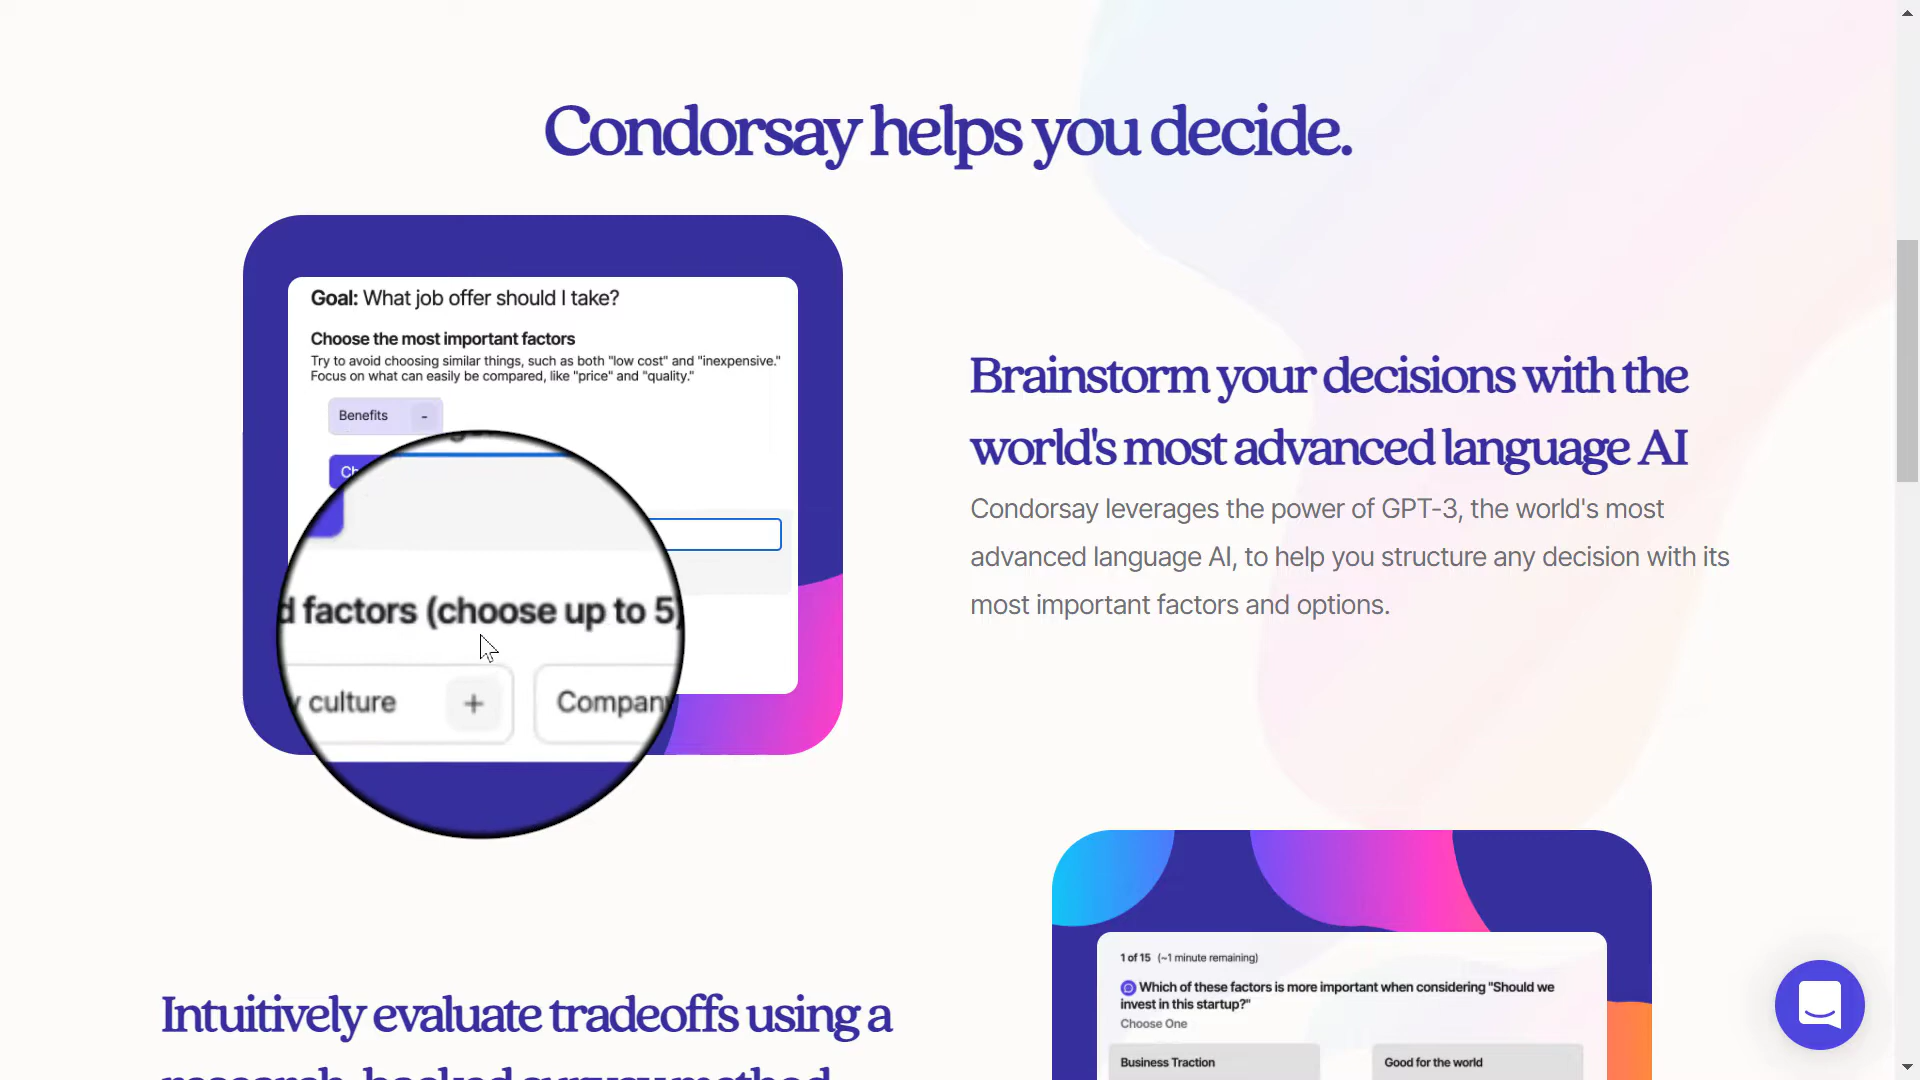 Condorsay helps you decide.
Goal: What job offer should I take?
Choose the most important factors
Try to avoid choosing similar things, such as both "low cost" and "inexpensive."
Focus on what can easily be compared, like "price" and "quality."
Benefits -
factors (choose up to 5)
culture +
Company
Brainstorm your decisions with the
world's most advanced language AI
Condorsay leverages the power of GPT-3, the world's most
advanced language AI, to help you structure any decision with its
most important factors and options.
Intuitively evaluate tradeoffs using a
research-backed survey method
1 of 15 (~1 minute remaining)
Which of these factors is more important when considering "Should we
invest in this startup?"
Choose One
Business Traction
Good for the world